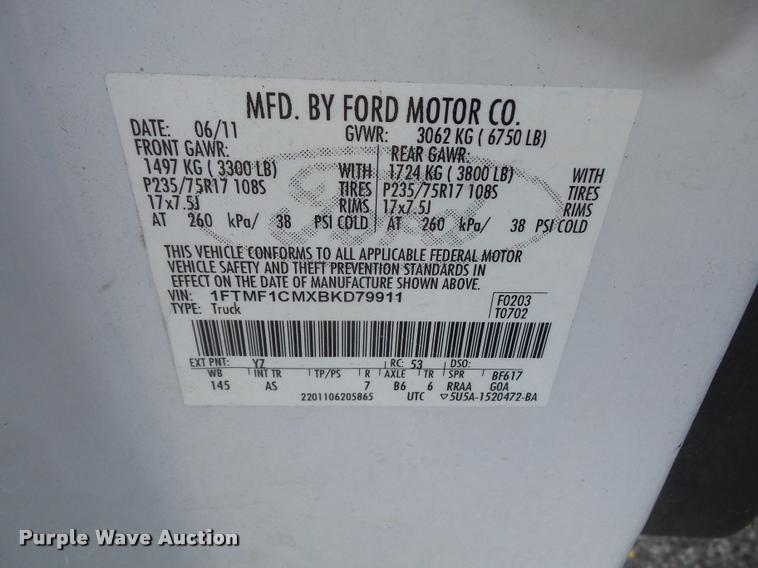 MFD. BY FORD MOTOR CO.
DATE: 06/11 GVWR: 3062 KG ( 6750 LB)
FRONT GAWR: REAR GAWR:
1497 KG ( 3300 LB) WITH 1724 KG ( 3800 LB) WITH
P235/75R17 108S TIRES P235/75R17 108S TIRES
17x7.5J RIMS 17x7.5J RIMS
AT 260 kPa/ 38 PSI COLD AT 260 kPa/ 38 PSI COLD
Ford
THIS VEHICLE CONFORMS TO ALL APPLICABLE FEDERAL MOTOR
VEHICLE SAFETY AND THEFT PREVENTION STANDARDS IN
EFFECT ON THE DATE OF MANUFACTURE SHOWN ABOVE.
VIN: 1FTMF1CMXBKD79911 F0203
TYPE: Truck T0702
EXT PNT: YZ RC: 53 DSO:
WB INT TR TP/PS R AXLE TR SPR BF617
145 AS 7 B6 6 RRAA GOA
2201106205865 UTC ▽5U5A-1520472-BA
Purple Wave Auction